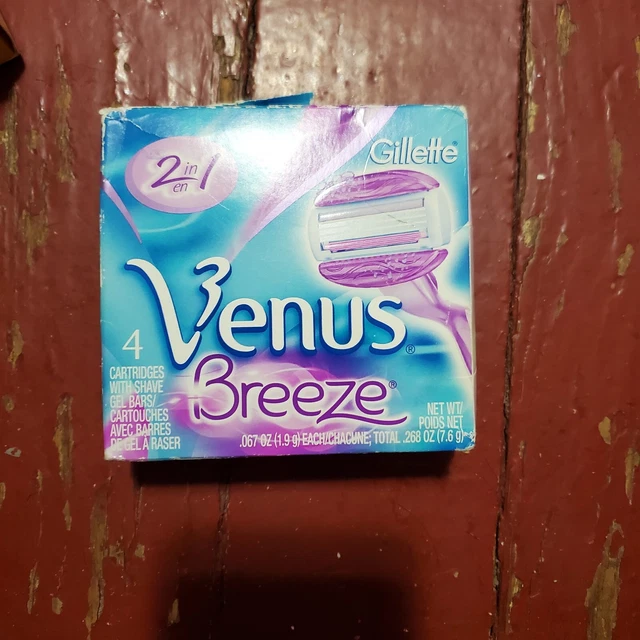 2 in en 1
Gillette
Venus
Breeze®
4
CARTRIDGES
WITH SHAVE
GEL BARS/
CARTOUCHES
AVEC BARRES
DE GEL À RASER
NET WT/
POIDS NET
.067 OZ (1.9 g) EACH/CHACUNE; TOTAL .268 OZ (7.6 g)